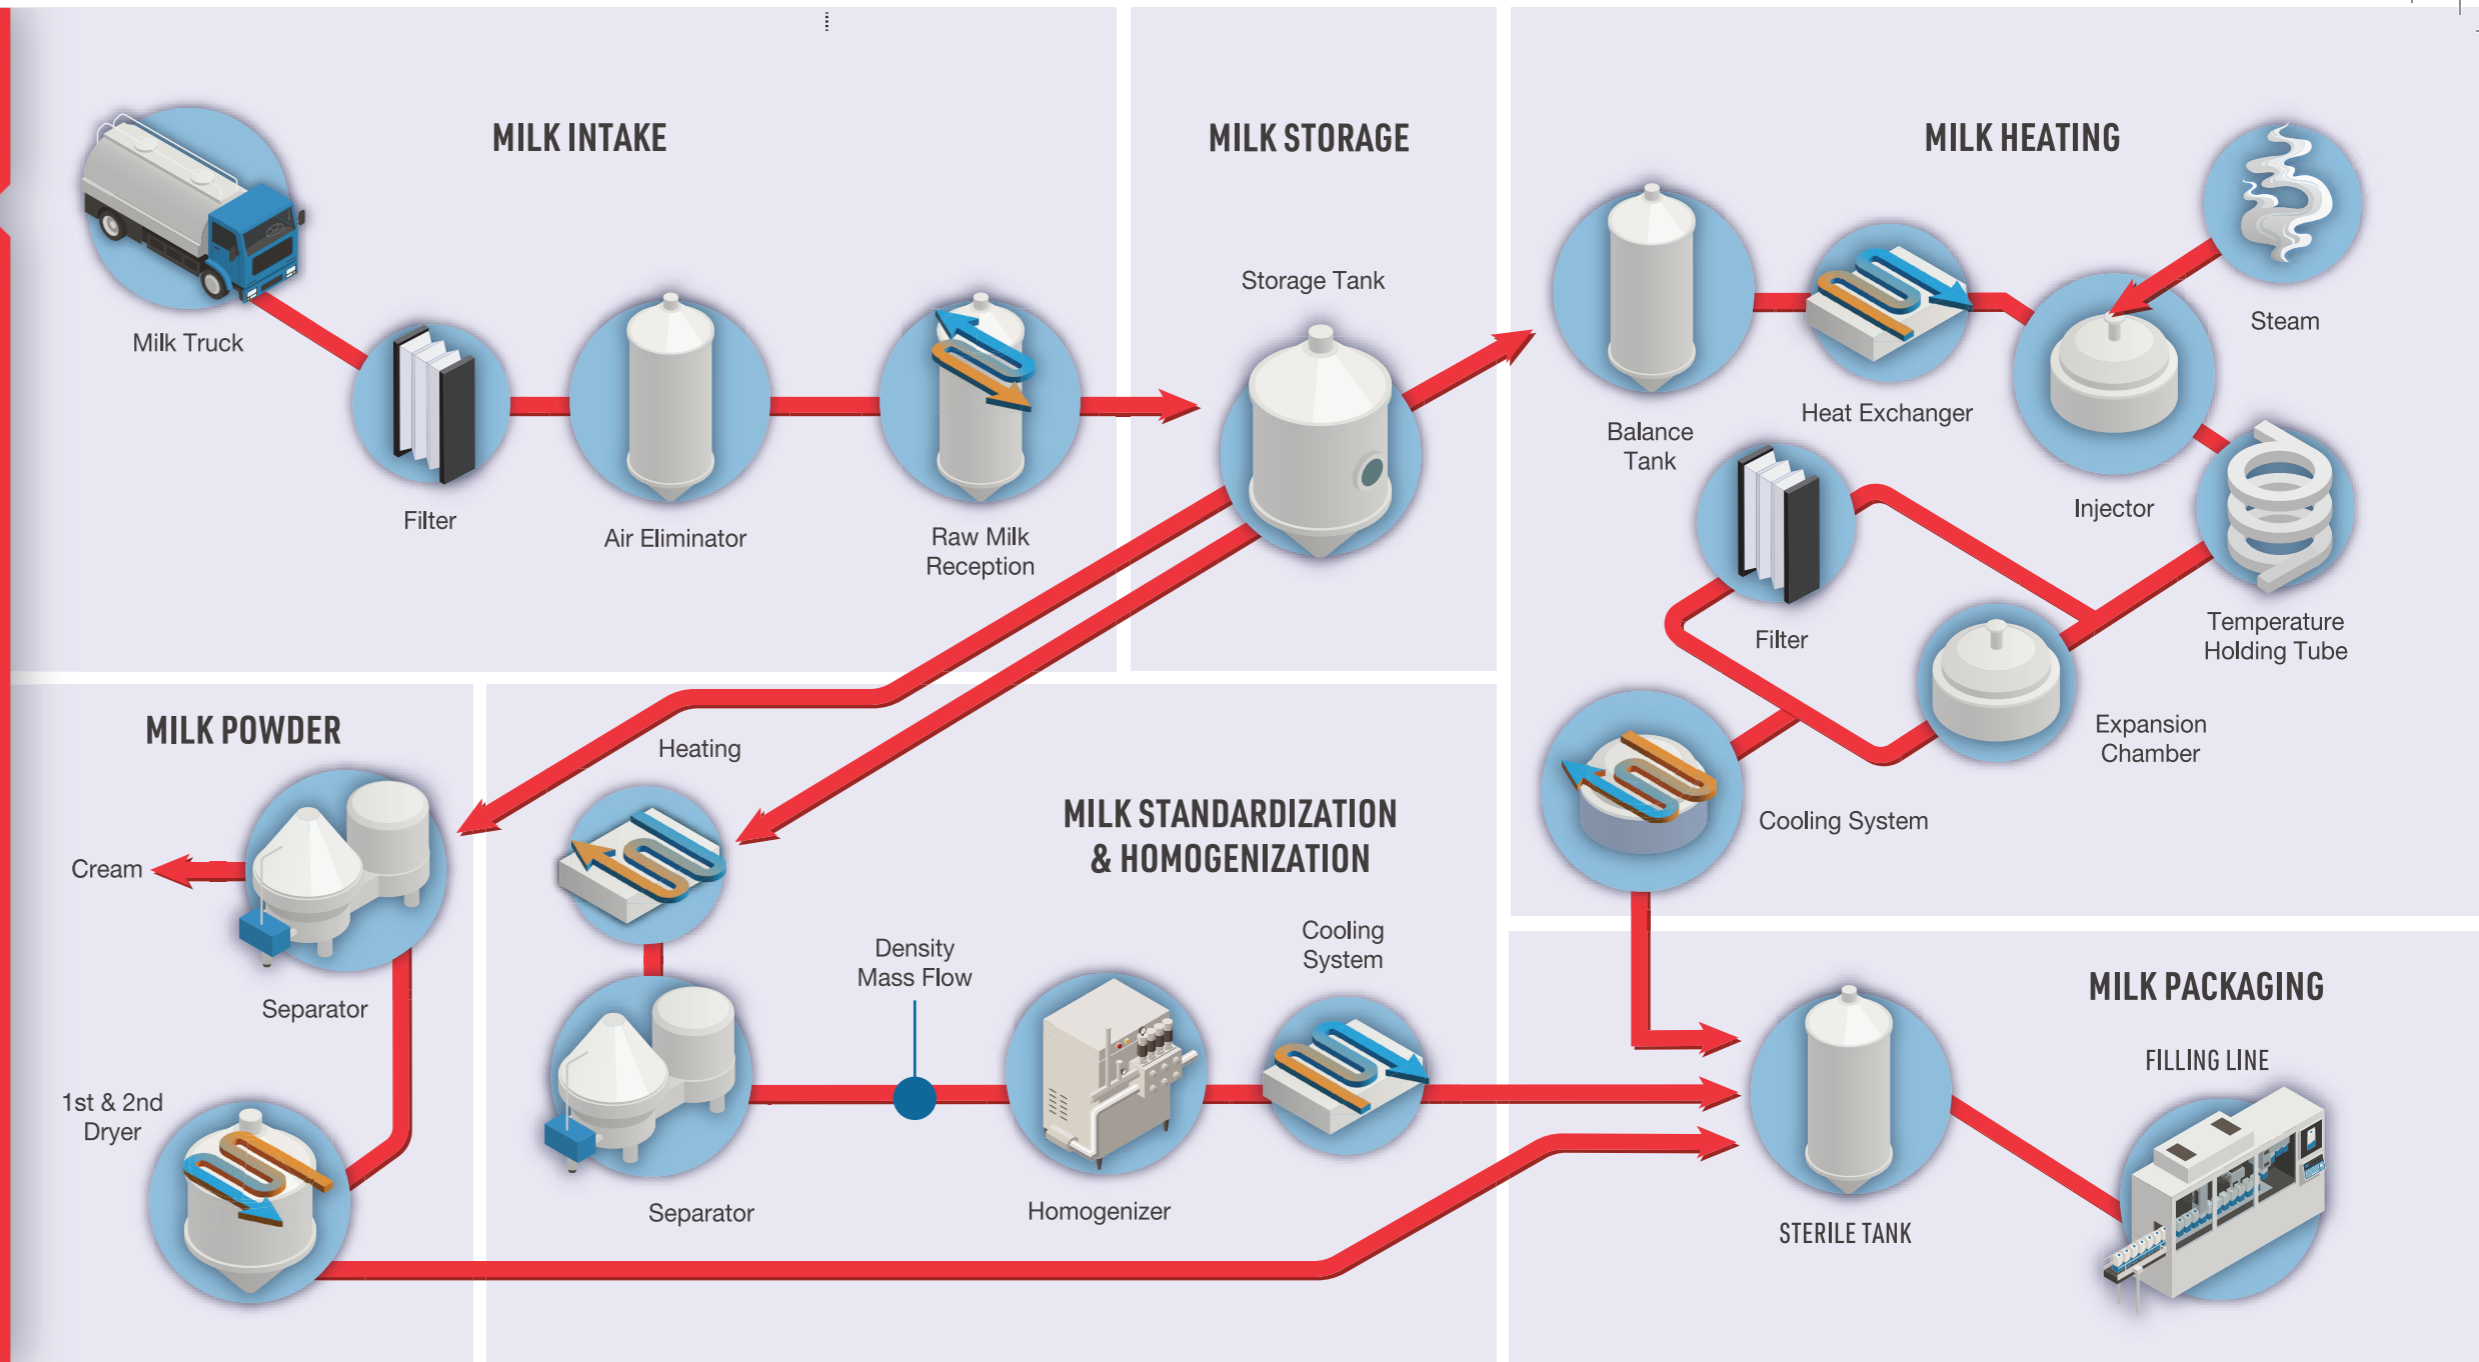 MILK INTAKE
Milk Truck
Filter
Air Eliminator
Raw Milk
Reception
MILK STORAGE
Storage Tank
MILK HEATING
Steam
Balance
Tank
Heat Exchanger
Injector
Filter
Temperature
Holding Tube
Expansion
Chamber
Cooling System
MILK POWDER
Cream
Separator
1st & 2nd
Dryer
Heating
MILK STANDARDIZATION
& HOMOGENIZATION
Density
Mass Flow
Cooling
System
Separator
Homogenizer
MILK PACKAGING
FILLING LINE
STERILE TANK